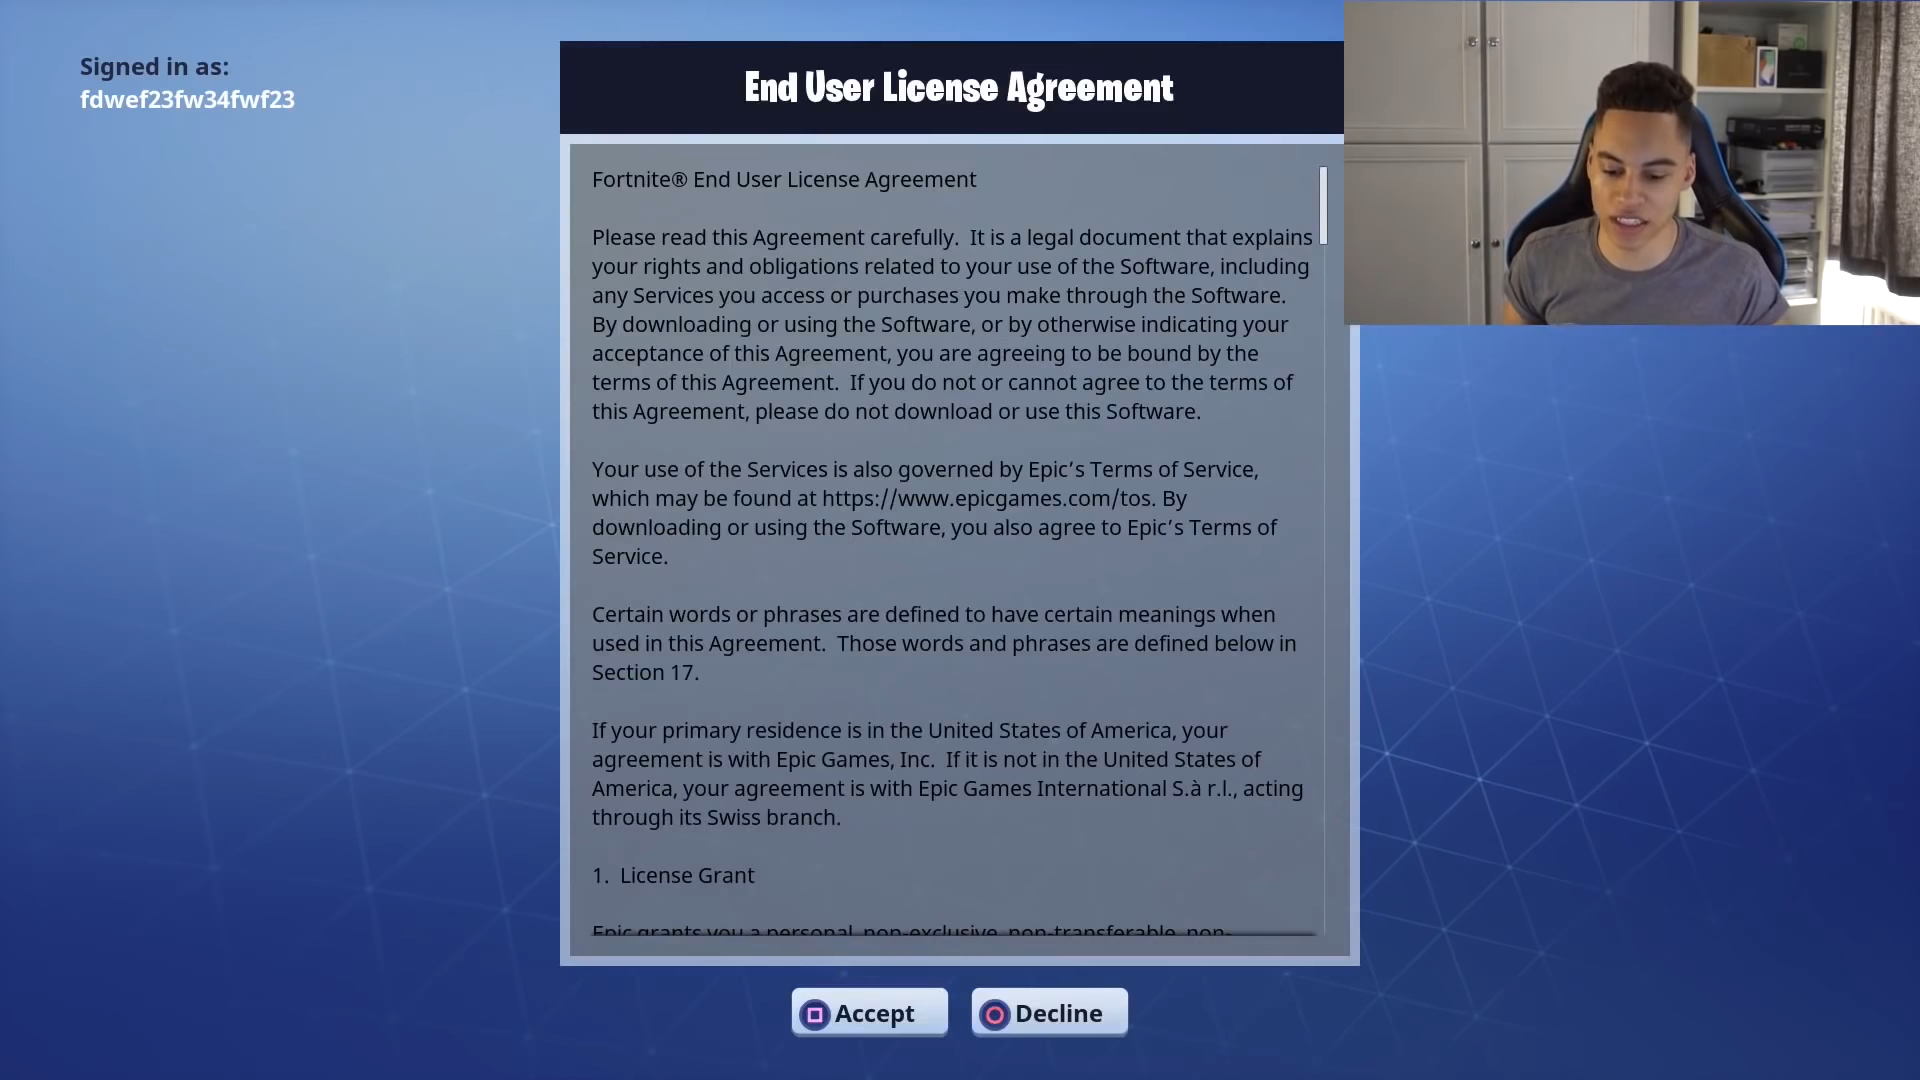 Signed in as:
fdwef23fw34fwf23
End User License Agreement
Fortnite® End User License Agreement
Please read this Agreement carefully.  It is a legal document that explains
your rights and obligations related to your use of the Software, including
any Services you access or purchases you make through the Software.
By downloading or using the Software, or by otherwise indicating your
acceptance of this Agreement, you are agreeing to be bound by the
terms of this Agreement.  If you do not or cannot agree to the terms of
this Agreement, please do not download or use this Software.
Your use of the Services is also governed by Epic’s Terms of Service,
which may be found at https://www.epicgames.com/tos. By
downloading or using the Software, you also agree to Epic’s Terms of
Service.
Certain words or phrases are defined to have certain meanings when
used in this Agreement.  Those words and phrases are defined below in
Section 17.
If your primary residence is in the United States of America, your
agreement is with Epic Games, Inc.  If it is not in the United States of
America, your agreement is with Epic Games International S.à r.l., acting
through its Swiss branch.
1.  License Grant
Epic grants you a personal, non-exclusive, non-transferable, non-
Accept
Decline